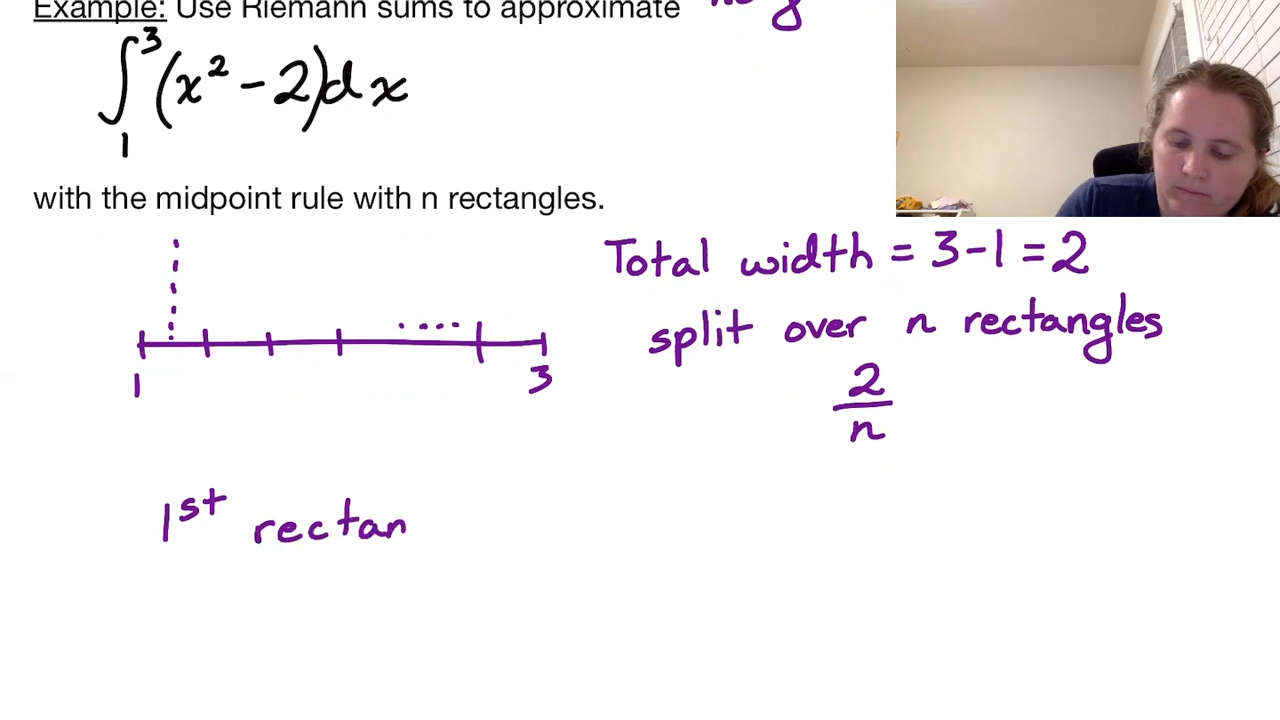 Example: Use Riemann sums to approximate
∫₁³ (x² - 2) dx
with the midpoint rule with n rectangles.
1 .... 3
Total width = 3 - 1 = 2
split over n rectangles
2/n
1st rectan